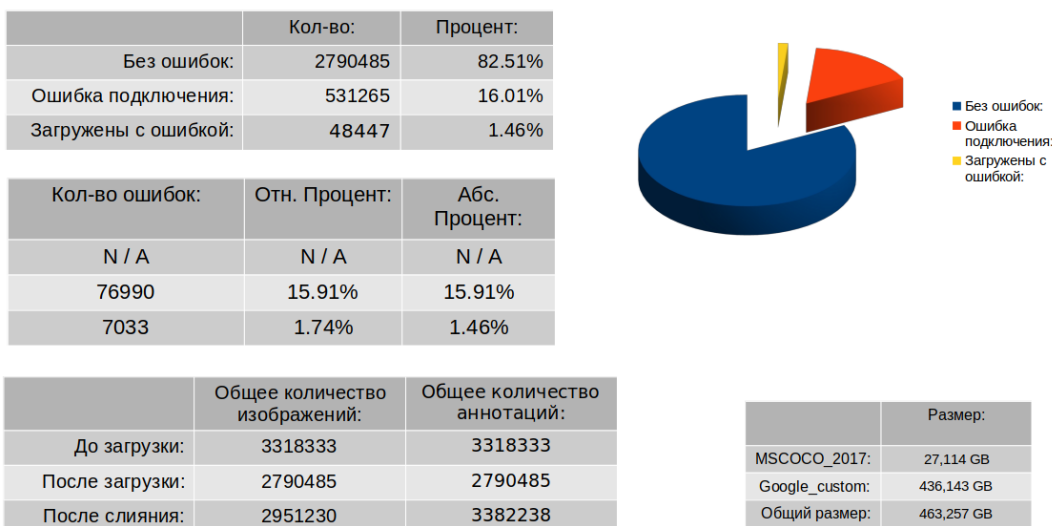 Кол-во: Процент:
Без ошибок: 2790485 82.51%
Ошибка подключения: 531265 16.01%
Загружены с ошибкой: 48447 1.46%
Без ошибок:
Ошибка
подключения:
Загружены с
ошибкой:
Кол-во ошибок: Отн. Процент: Абс.
Процент:
N / A N / A N / A
76990 15.91% 15.91%
7033 1.74% 1.46%
Общее количество Общее количество
изображений: аннотаций:
До загрузки: 3318333 3318333
После загрузки: 2790485 2790485
После слияния: 2951230 3382238
Размер:
MSCOCO_2017: 27,114 GB
Google_custom: 436,143 GB
Общий размер: 463,257 GB